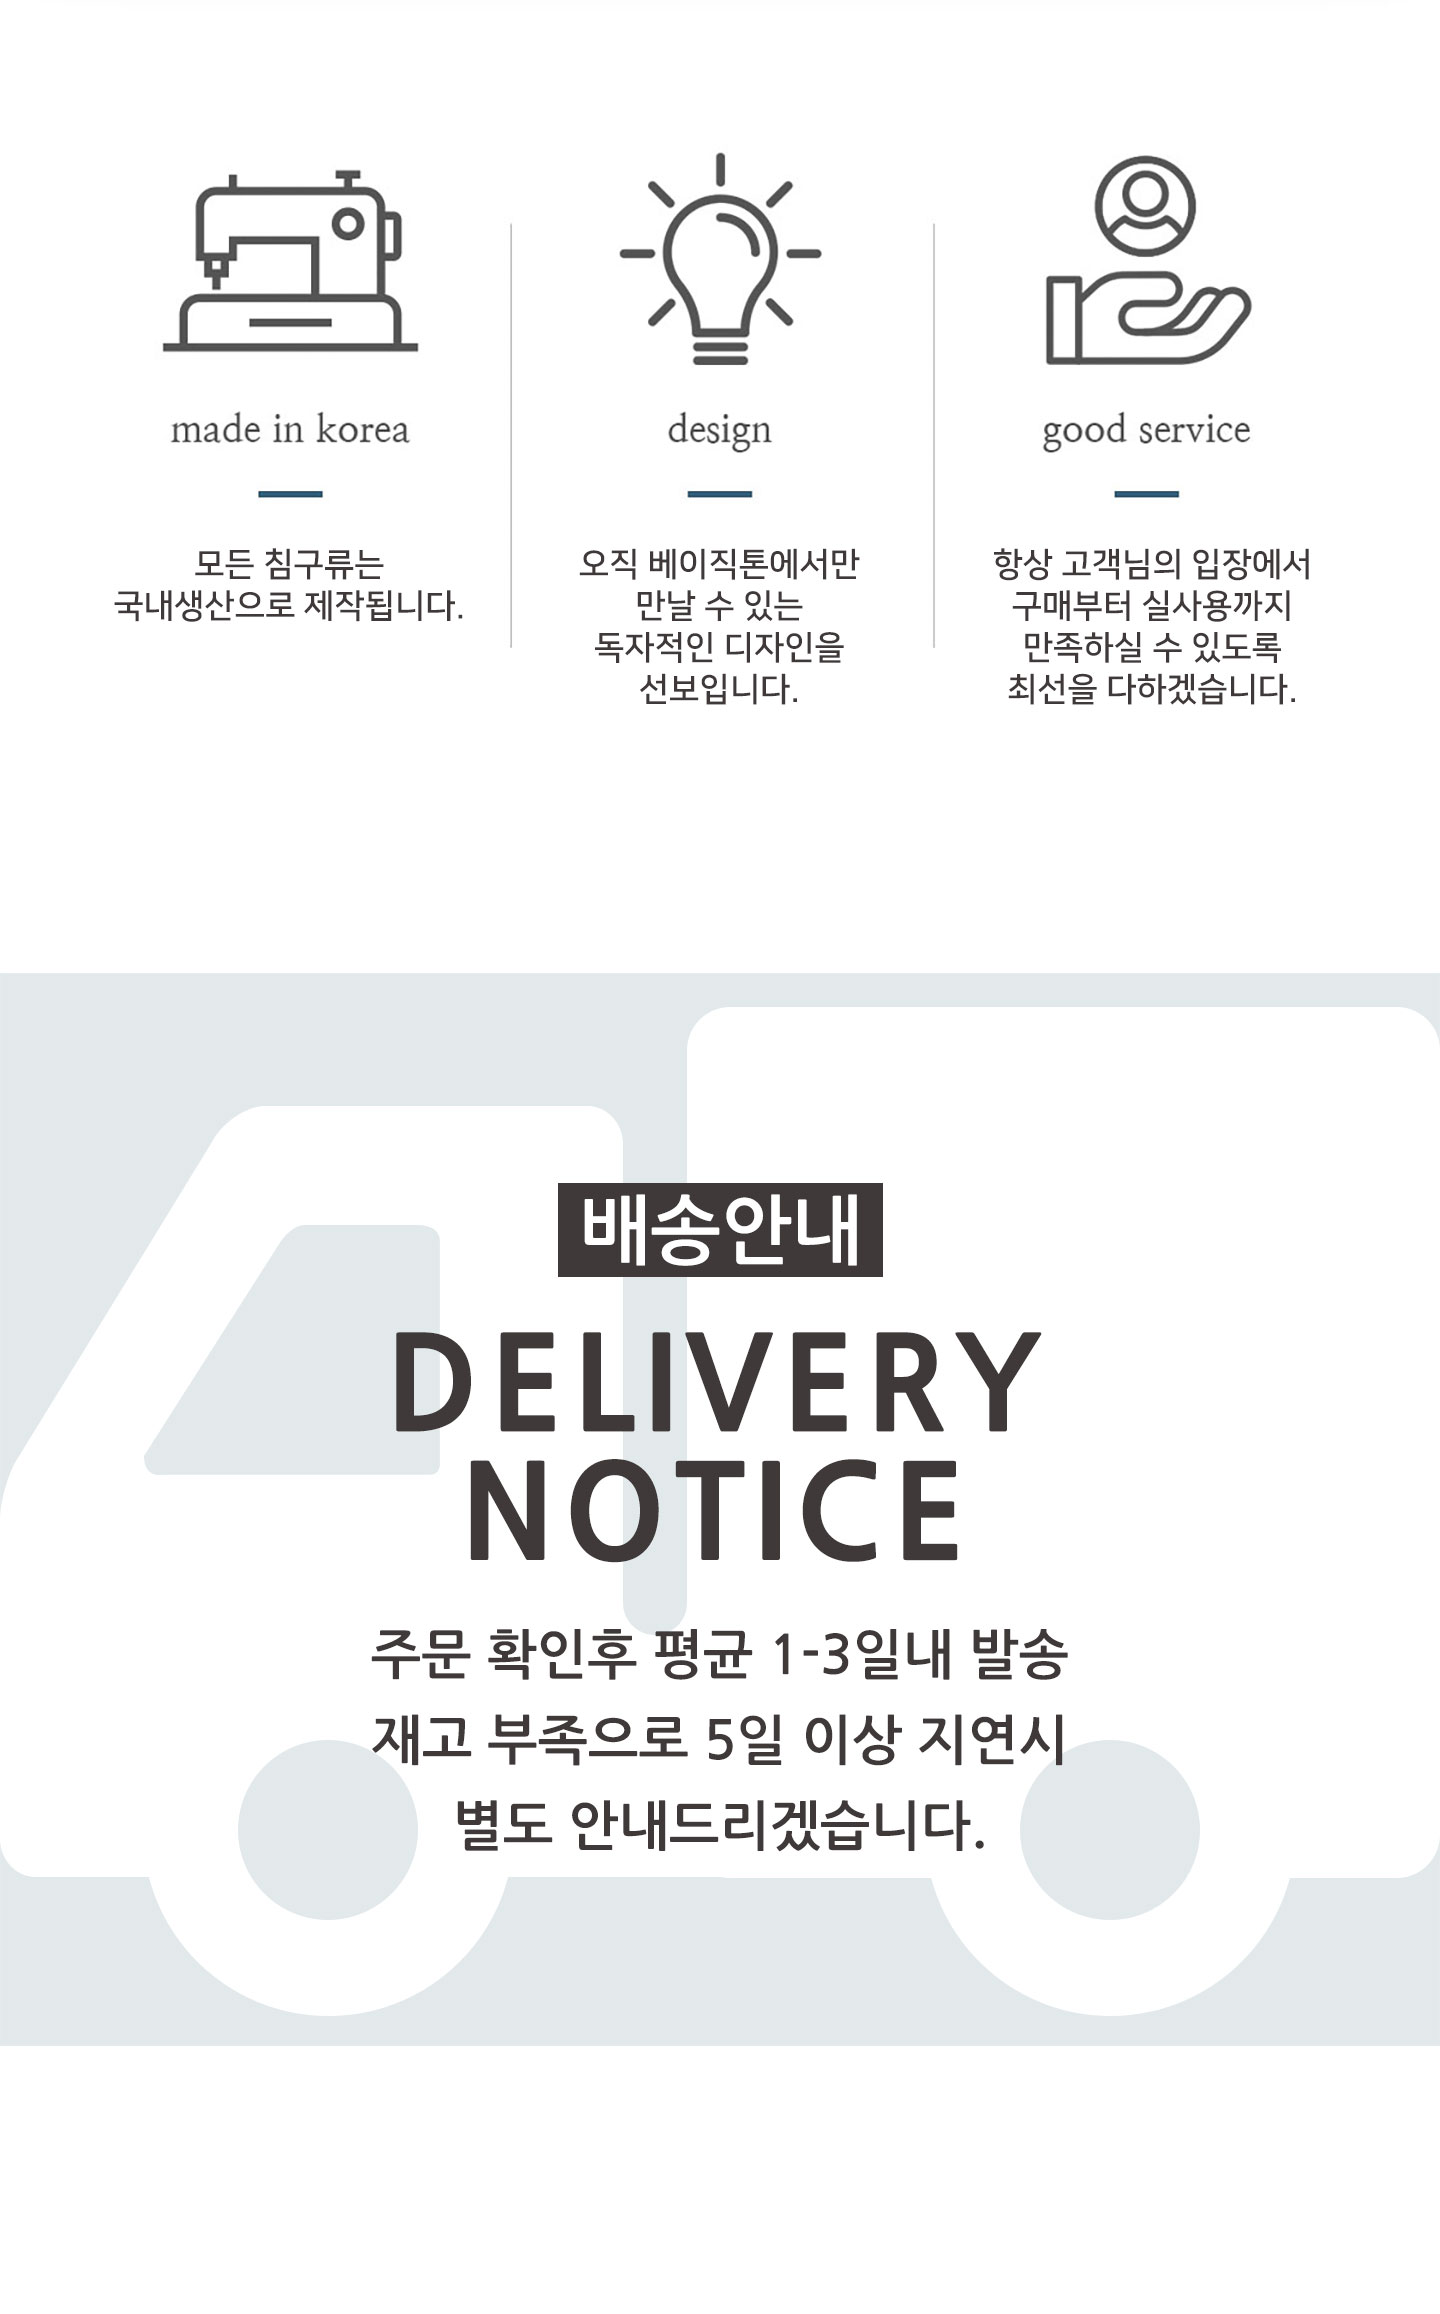 made in korea
모든 침구류는
국내생산으로 제작됩니다.
design
오직 베이직톤에서만
만날 수 있는
독자적인 디자인을
선보입니다.
good service
항상 고객님의 입장에서
구매부터 실사용까지
만족하실 수 있도록
최선을 다하겠습니다.
배송안내
DELIVERY
NOTICE
주문 확인후 평균 1-3일내 발송
재고 부족으로 5일 이상 지연시
별도 안내드리겠습니다.